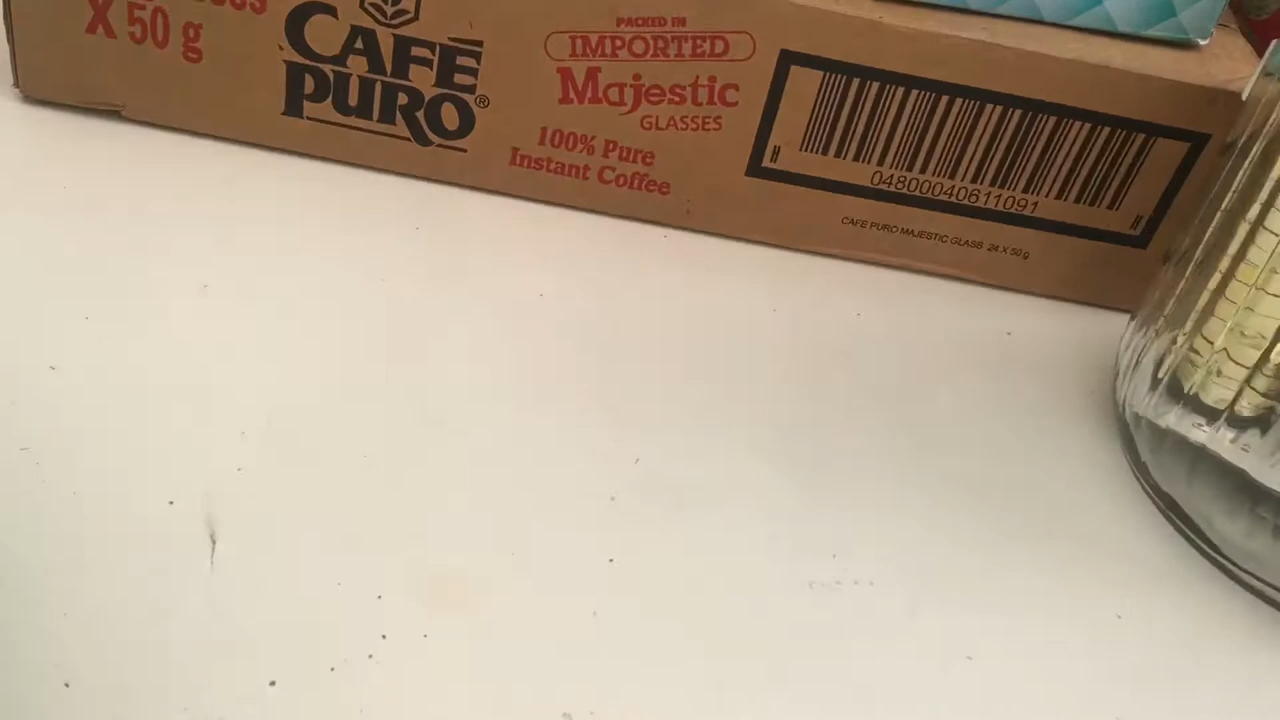 X 50 g
CAFÉ
PURO®
PACKED IN
IMPORTED
Majestic
GLASSES
100% Pure
Instant Coffee
H
H
04800040611091
CAFE PURO MAJESTIC GLASS 24 X 50 g